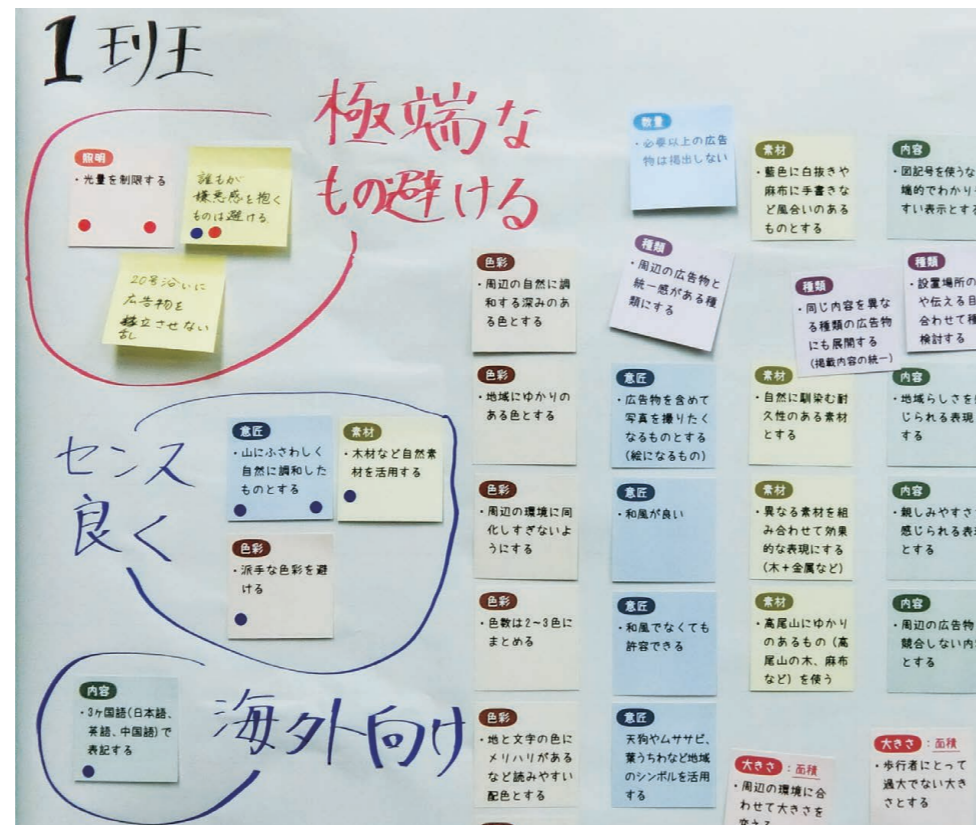 1班
極端な
もの避ける
照明
・光量を制限する
誰もが
嫌悪感を抱く
ものは避ける
20号沿いに
広告物を
乱立させない
センス
良く
意匠
・山にふさわしく
自然に調和した
ものとする
素材
・木材など自然素
材を活用する
色彩
・派手な色彩を避
ける
内容
・3ヶ国語(日本語、
英語、中国語)で
表記する
海外向け
色彩
・周辺の自然に調
和する深みのあ
る色とする
色彩
・地域にゆかりの
ある色とする
色彩
・周辺の環境に同
化しすぎないよ
うにする
色彩
・色数は2~3色に
まとめる
色彩
・地と文字の色に
メリハリがある
など読みやすい
配色とする
数量
・必要以上の広告
物は掲出しない
種類
・周辺の広告物と
統一感がある種
類にする
意匠
・広告物を含めて
写真を撮りたく
なるものとする
(絵になるもの)
意匠
・和風が良い
意匠
・和風でなくても
許容できる
意匠
天狗やムササビ、
葉うちわなど地域
のシンボルを活用
する
素材
・藍色に白抜きや
麻布に手書きな
ど風合いのある
ものとする
種類
・同じ内容を異な
る種類の広告物
にも展開する
(掲載内容の統一)
素材
・自然に馴染む耐
久性のある素材
とする
素材
・異なる素材を組
み合わせて効果
的な表現にする
(木+金属など)
素材
・高尾山にゆかり
のあるもの(高
尾山の木、麻布
など)を使う
大きさ:面積
・周辺の環境に合
わせて大きさを
変える
内容
・図記号を使うな
端的でわかり
すい表示とす
種類
・設置場所の
や伝える目
合わせて種
検討する
内容
・地域らしさを
じられる表現
する
内容
・親しみやすさ
感じられる表
とする
内容
・周辺の広告物
競合しない内
とする
大きさ:面積
・歩行者にとって
過大でない大き
さとする